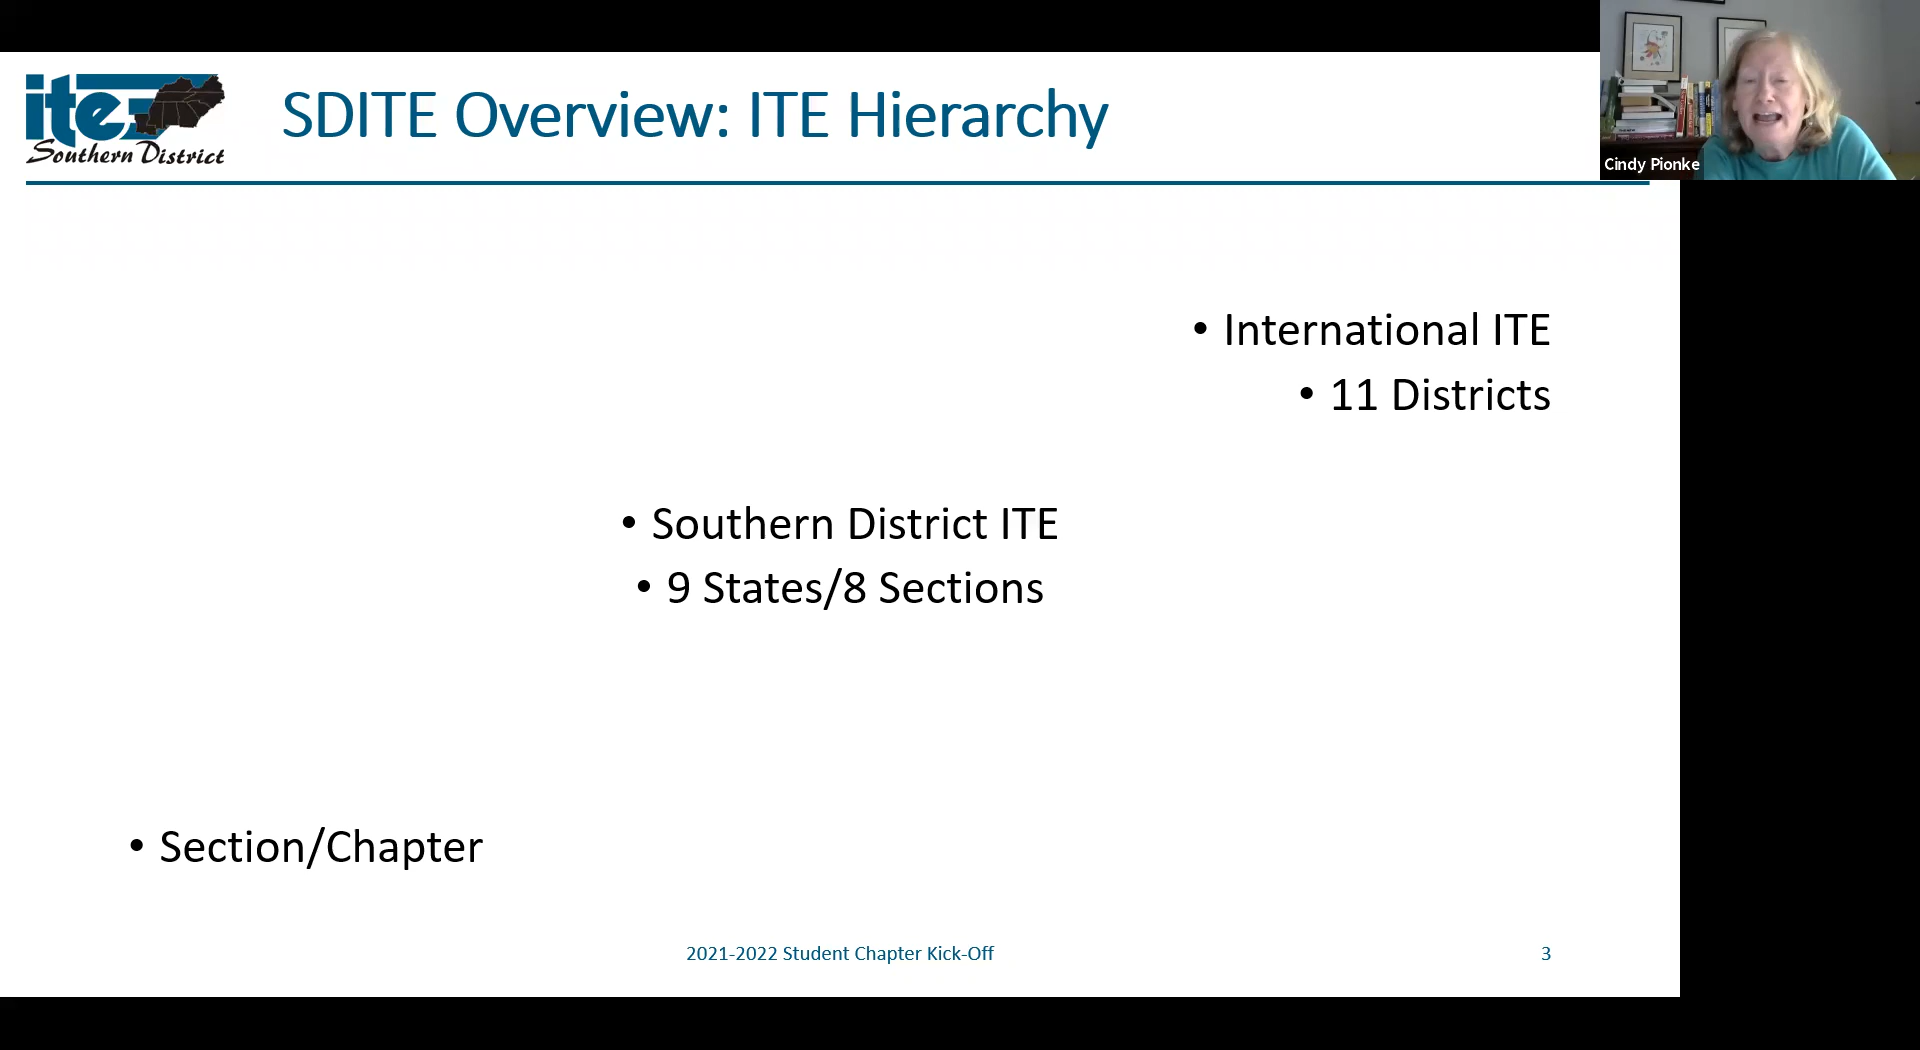 ite
Southern District
SDITE Overview: ITE Hierarchy
Cindy Pionke
• International ITE
• 11 Districts
• Southern District ITE
• 9 States/8 Sections
• Section/Chapter
2021-2022 Student Chapter Kick-Off
3